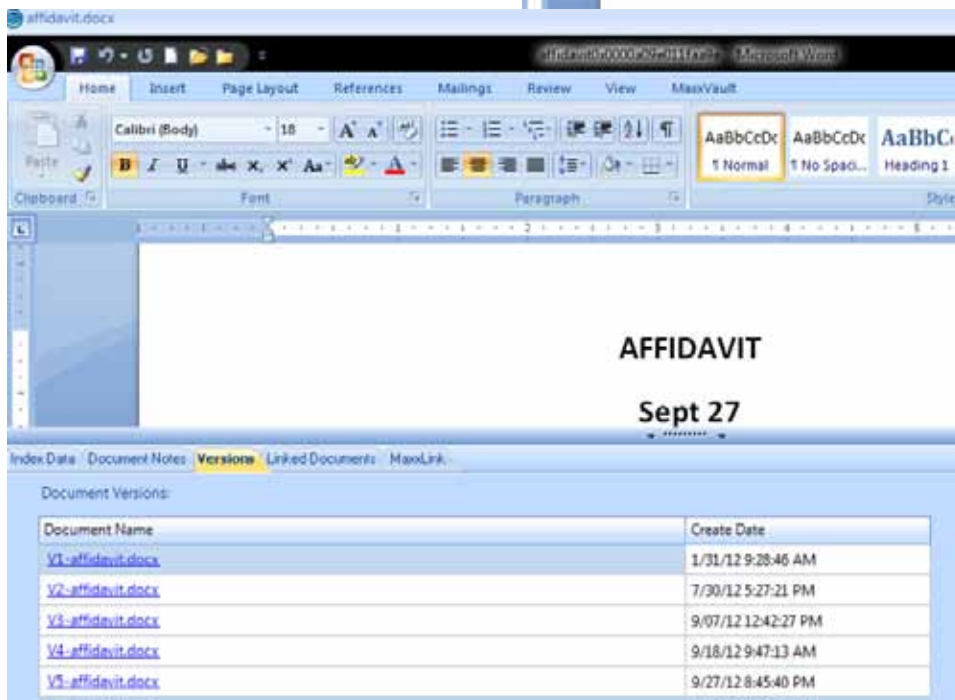 affidavit.docx
Microsoft Word
Home Insert Page Layout References Mailings Review View MaxxVault
Paste
Calibri (Body) 18
B I U abc x, x' Aa A
AaBbCcDc AaBbCcDc AaBbC
¶ Normal ¶ No Spaci... Heading 1
Clipboard Font Paragraph Style
AFFIDAVIT
Sept 27
Index Data Document Notes Versions Linked Documents MaxxLink
Document Versions:
Document Name Create Date
V1-affidavit.docx 1/31/12 9:28:46 AM
V2-affidavit.docx 7/30/12 5:27:21 PM
V3-affidavit.docx 9/07/12 12:42:27 PM
V4-affidavit.docx 9/18/12 9:47:13 AM
V5-affidavit.docx 9/27/12 8:45:40 PM